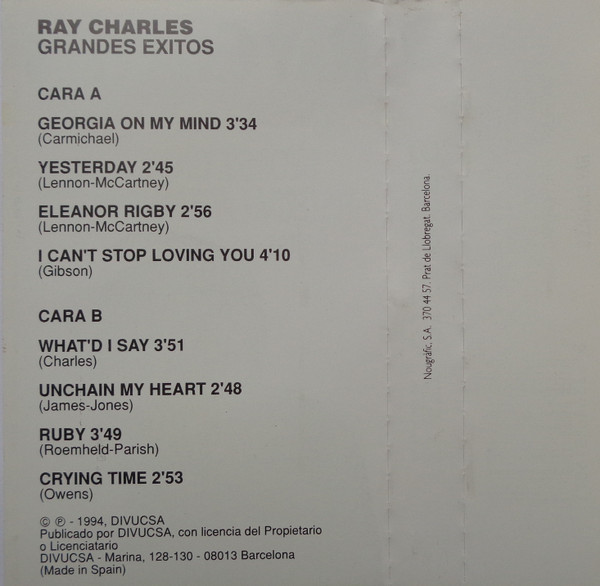 RAY CHARLES
GRANDES EXITOS
CARA A
GEORGIA ON MY MIND 3'34
(Carmichael)
YESTERDAY 2'45
(Lennon-McCartney)
ELEANOR RIGBY 2'56
(Lennon-McCartney)
I CAN'T STOP LOVING YOU 4'10
(Gibson)
CARA B
WHAT'D I SAY 3'51
(Charles)
UNCHAIN MY HEART 2'48
(James-Jones)
RUBY 3'49
(Roemheld-Parish)
CRYING TIME 2'53
(Owens)
© ℗ - 1994, DIVUCSA
Publicado por DIVUCSA, con licencia del Propietario
o Licenciatario
DIVUCSA - Marina, 128-130 - 08013 Barcelona
(Made in Spain)
Nougràfic, S.A. 370 44 57. Prat de Llobregat. Barcelona